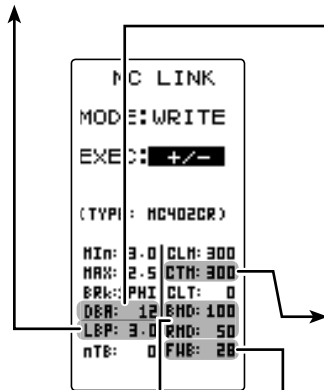 MC LINK
MODE:WRITE
EXEC: +/-
(TYPE: MC402CR)
MIn: 3.0 CLM: 300
MAX: 2.5 CTM: 300
BRk: PHI CLT: 0
DBA: 12 BMD: 100
LBP: 3.0 RMD: 50
nTB: 0 FWB: 28